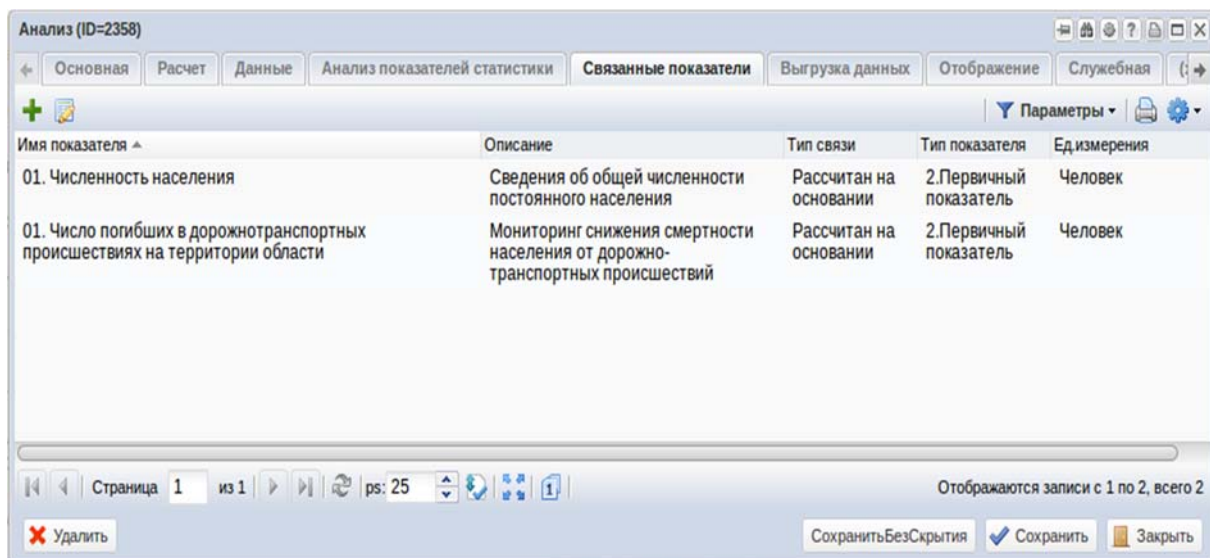 Анализ (ID=2358)
Основная Расчет Данные Анализ показателей статистики Связанные показатели Выгрузка данных Отображение Служебная
Параметры
Имя показателя Описание Тип связи Тип показателя Ед.измерения
01. Численность населения Сведения об общей численности Рассчитан на 2.Первичный Человек
постоянного населения основании показатель
01. Число погибших в дорожнотранспортных Мониторинг снижения смертности Рассчитан на 2.Первичный Человек
происшествиях на территории области населения от дорожно- основании показатель
транспортных происшествий
Страница 1 из 1 ps: 25 1 Отображаются записи с 1 по 2, всего 2
Удалить СохранитьБезСкрытия Сохранить Закрыть